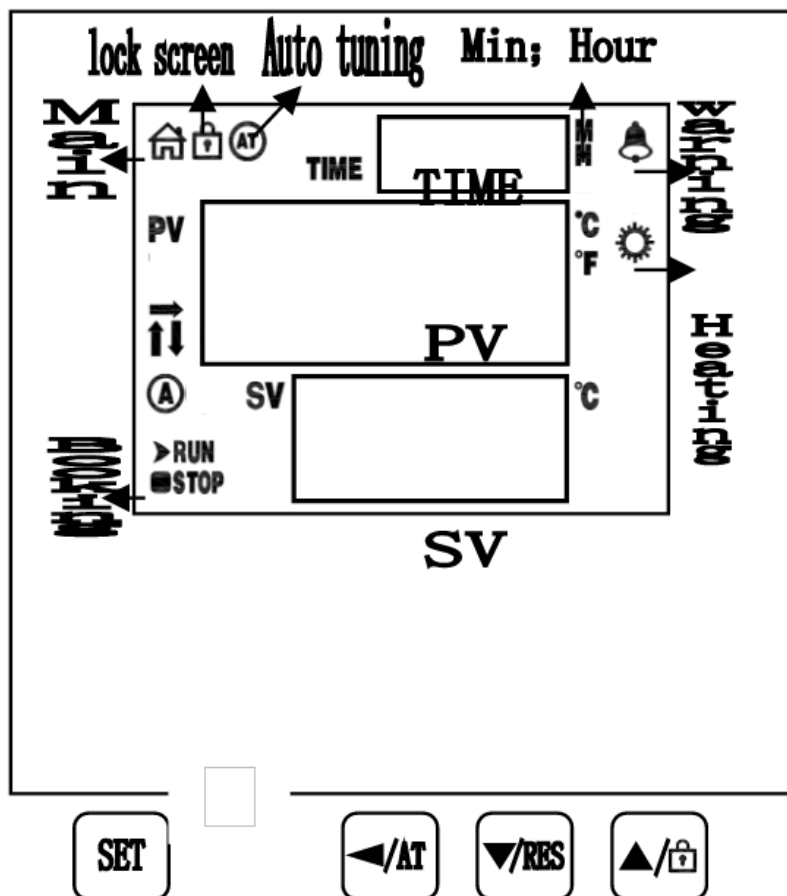 lock screen Auto tuning Min; Hour
Main
AT
M
H
Warning
TIME
TIME
PV
°C
°F
PV
Heating
A
SV
°C
RUN
STOP
SV
SET
/AT
/RES
/